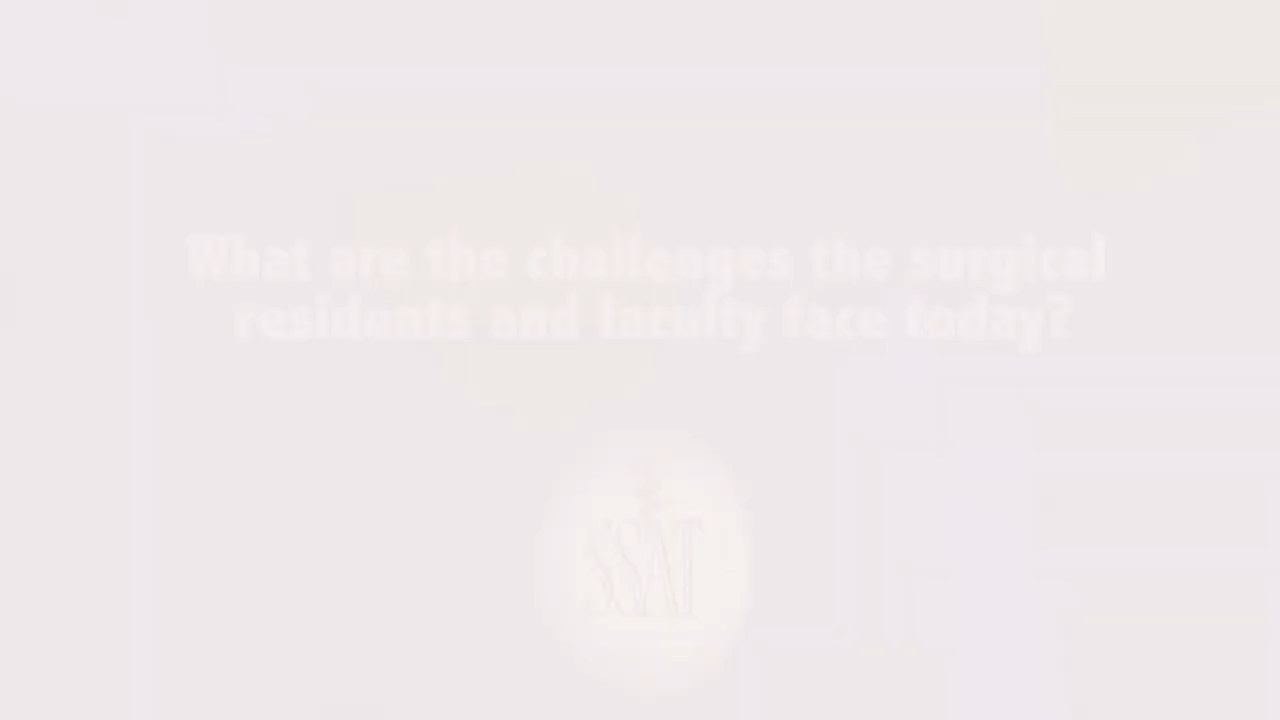 What are the challenges the surgical
residents and faculty face today?
SSAT